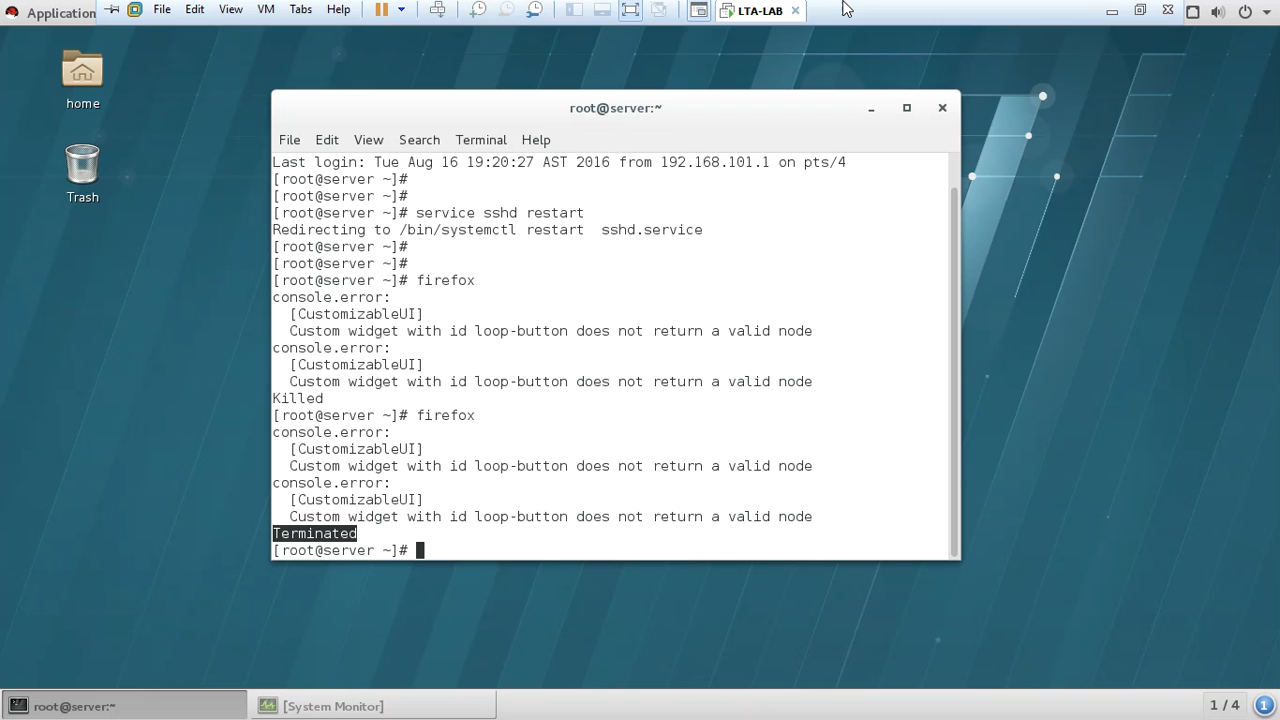 Application
File Edit View VM Tabs Help
LTA-LAB
home
Trash
root@server:~
File Edit View Search Terminal Help
Last login: Tue Aug 16 19:20:27 AST 2016 from 192.168.101.1 on pts/4
[root@server ~]#
[root@server ~]#
[root@server ~]# service sshd restart
Redirecting to /bin/systemctl restart  sshd.service
[root@server ~]#
[root@server ~]#
[root@server ~]# firefox
console.error:
  [CustomizableUI]
  Custom widget with id loop-button does not return a valid node
console.error:
  [CustomizableUI]
  Custom widget with id loop-button does not return a valid node
Killed
[root@server ~]# firefox
console.error:
  [CustomizableUI]
  Custom widget with id loop-button does not return a valid node
console.error:
  [CustomizableUI]
  Custom widget with id loop-button does not return a valid node
Terminated
[root@server ~]#
root@server:~ [System Monitor] 1 / 4 1